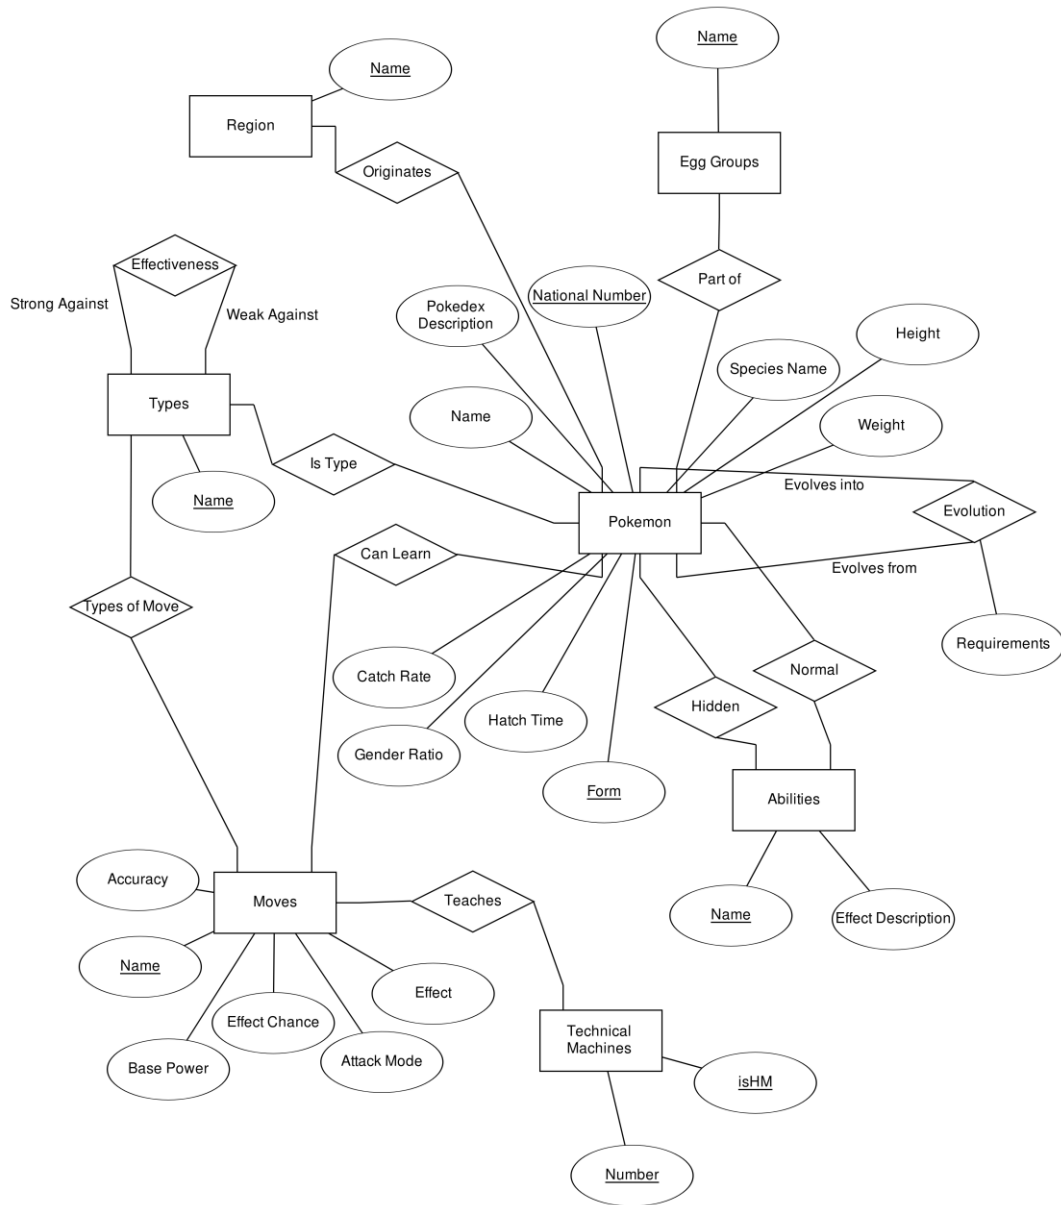 Name
Name
Region
Egg Groups
Originates
Effectiveness
Part of
Strong Against
Weak Against
Pokedex
Description
National Number
Height
Species Name
Types
Name
Weight
Is Type
Name
Evolves into
Pokemon
Evolution
Can Learn
Evolves from
Types of Move
Requirements
Catch Rate
Normal
Hidden
Hatch Time
Gender Ratio
Form
Abilities
Accuracy
Moves
Teaches
Name
Effect Description
Name
Effect
Effect Chance
Technical
Machines
Base Power
Attack Mode
isHM
Number